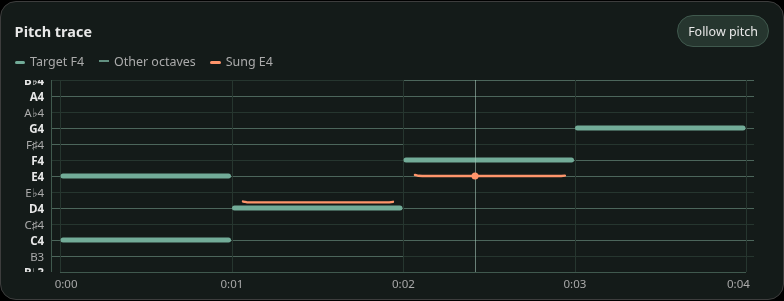 Pitch trace
Follow pitch
Target F4
Other octaves
Sung E4
B♭4
A4
A♭4
G4
F♯4
F4
E4
E♭4
D4
C♯4
C4
B3
0:00 0:01 0:02 0:03 0:04